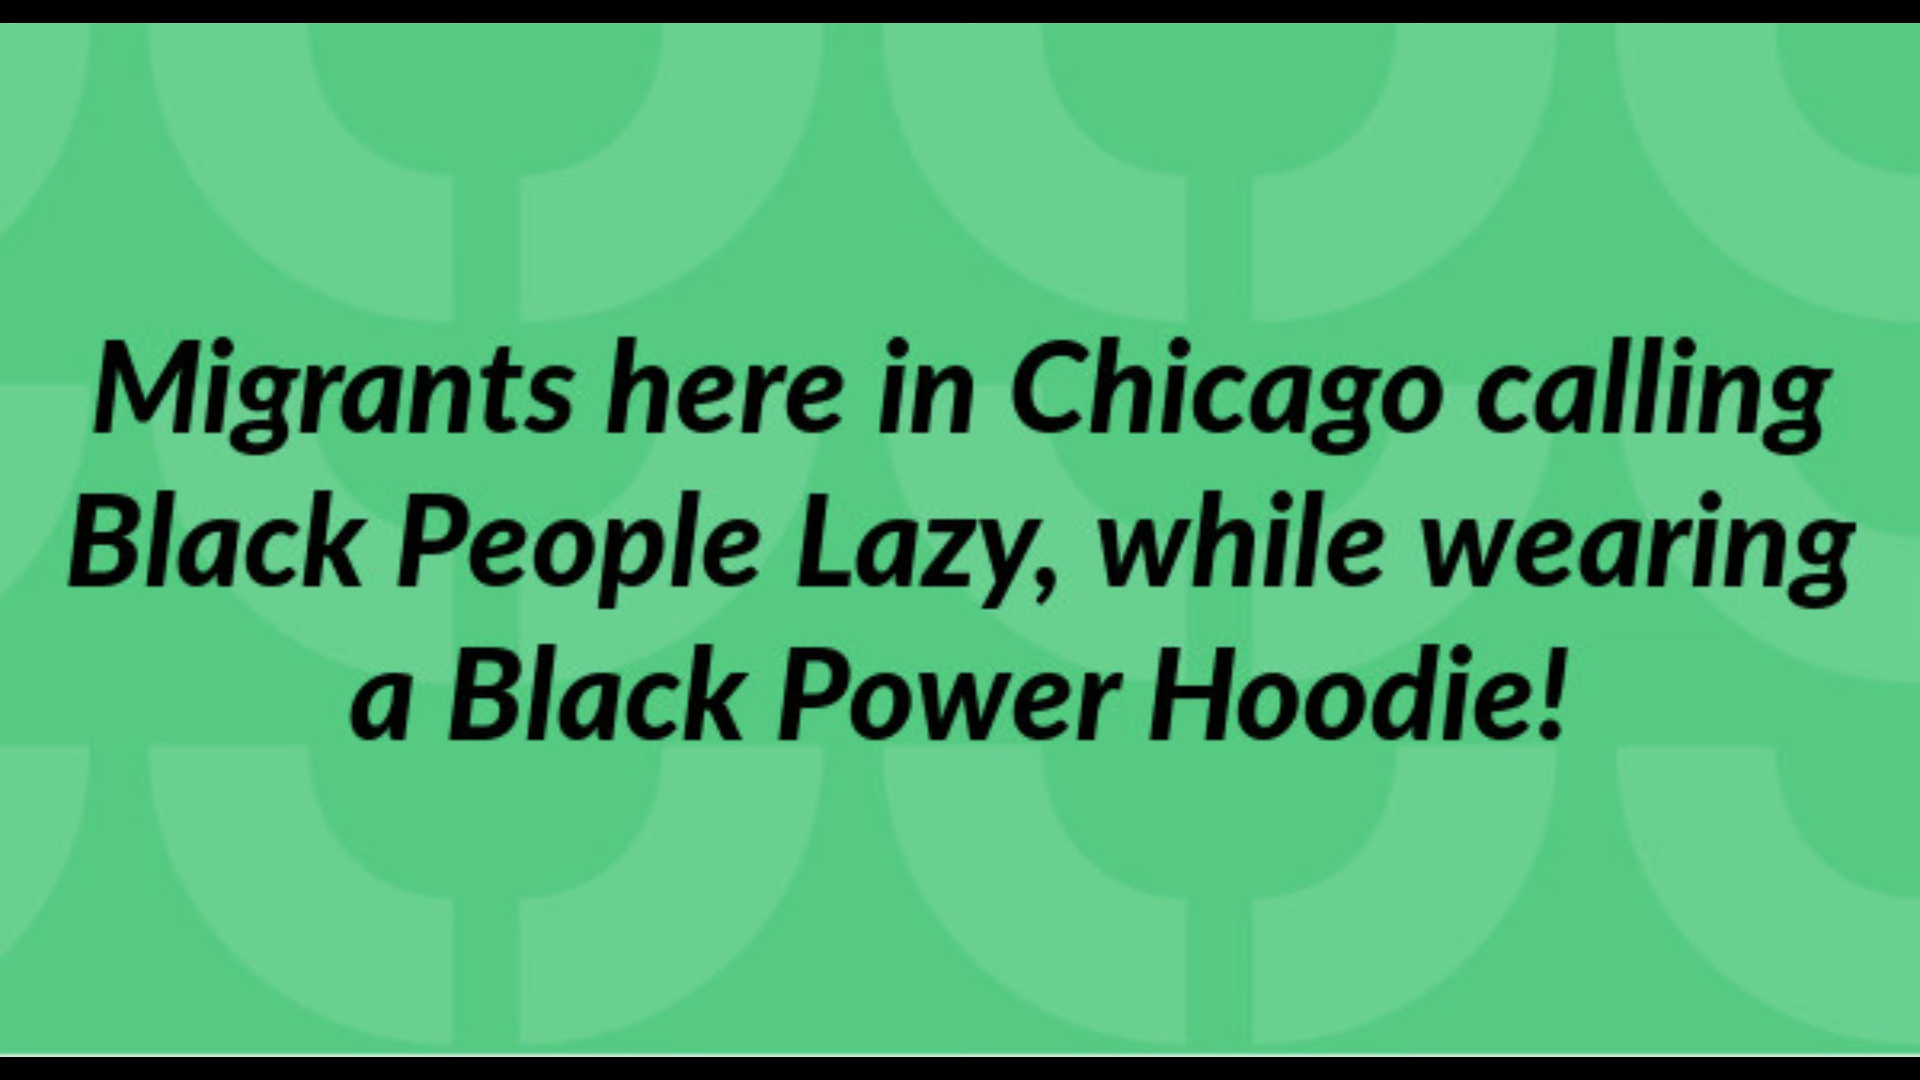 Migrants here in Chicago calling
Black People Lazy, while wearing
a Black Power Hoodie!